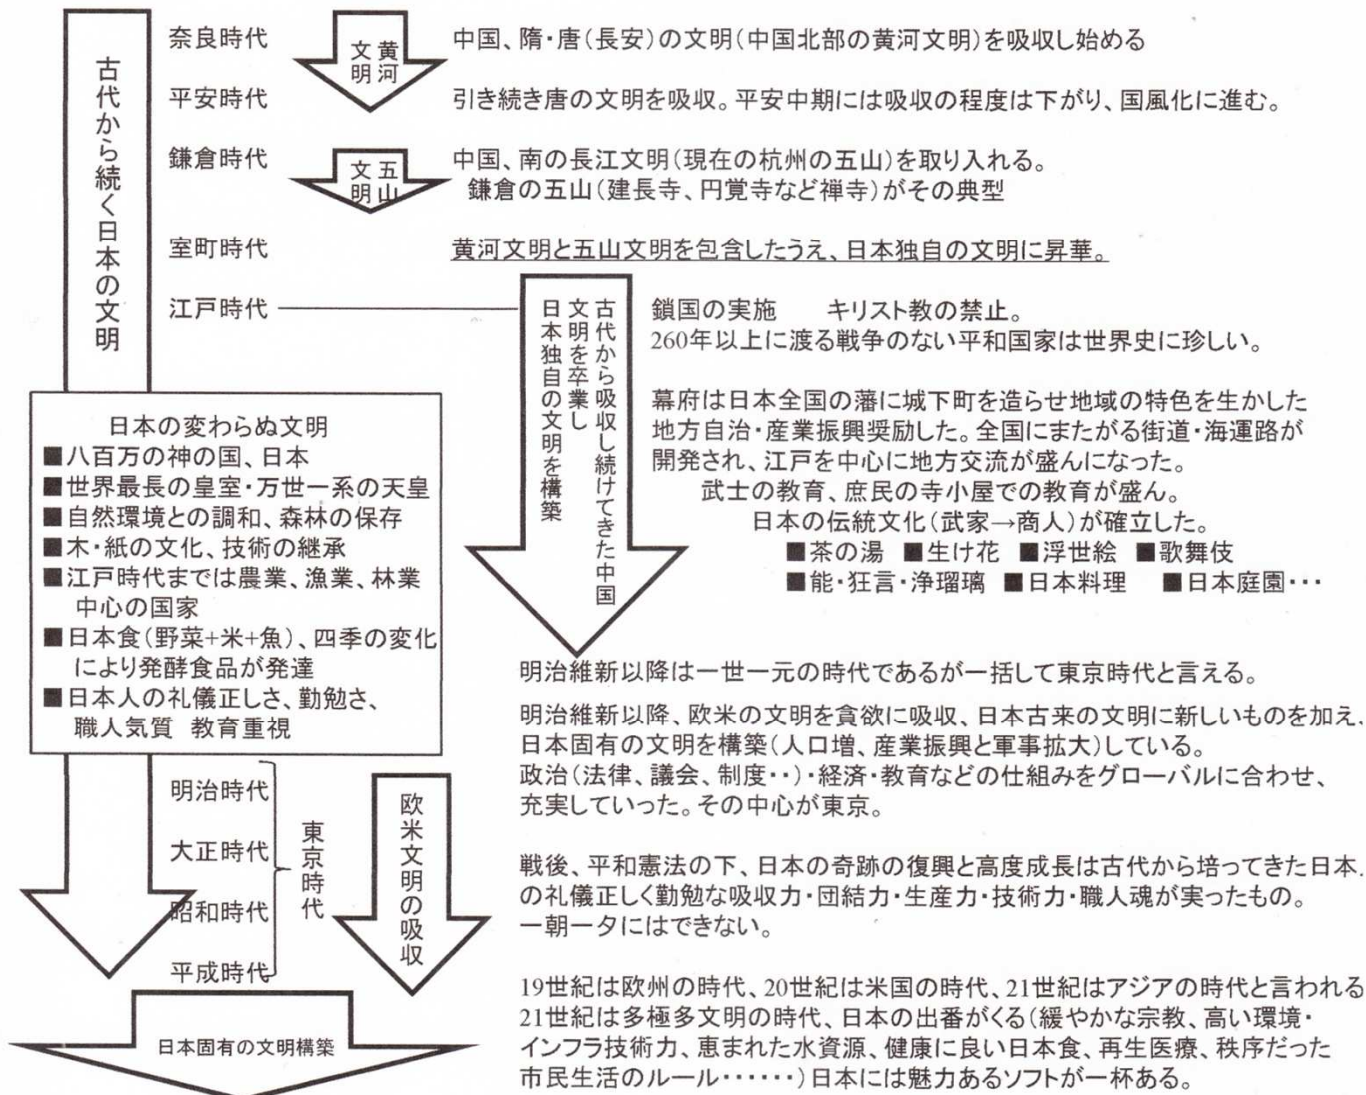 古代から続く日本の文明
奈良時代
黄河
文明
中国、隋・唐(長安)の文明(中国北部の黄河文明)を吸収し始める
平安時代
引き続き唐の文明を吸収。平安中期には吸収の程度は下がり、国風化に進む。
鎌倉時代
五山
文明
中国、南の長江文明(現在の杭州の五山)を取り入れる。
鎌倉の五山(建長寺、円覚寺など禅寺)がその典型
室町時代
黄河文明と五山文明を包含したうえ、日本独自の文明に昇華。
江戸時代
古代から吸収し続けてきた中国
文明を卒業し
日本独自の文明を構築
鎖国の実施 キリスト教の禁止。
260年以上に渡る戦争のない平和国家は世界史に珍しい。
幕府は日本全国の藩に城下町を造らせ地域の特色を生かした
地方自治・産業振興奨励した。全国にまたがる街道・海運路が
開発され、江戸を中心に地方交流が盛んになった。
武士の教育、庶民の寺小屋での教育が盛ん。
日本の伝統文化(武家→商人)が確立した。
■茶の湯 ■生け花 ■浮世絵 ■歌舞伎
■能・狂言・浄瑠璃 ■日本料理 ■日本庭園・・・
日本の変わらぬ文明
■八百万の神の国、日本
■世界最長の皇室・万世一系の天皇
■自然環境との調和、森林の保存
■木・紙の文化、技術の継承
■江戸時代までは農業、漁業、林業
中心の国家
■日本食(野菜+米+魚)、四季の変化
により発酵食品が発達
■日本人の礼儀正しさ、勤勉さ、
職人気質 教育重視
明治時代
大正時代
昭和時代
平成時代
東京時代
欧米文明の吸収
明治維新以降は一世一元の時代であるが一括して東京時代と言える。
明治維新以降、欧米の文明を貪欲に吸収、日本古来の文明に新しいものを加え、
日本固有の文明を構築(人口増、産業振興と軍事拡大)している。
政治(法律、議会、制度・・)・経済・教育などの仕組みをグローバルに合わせ、
充実していった。その中心が東京。
戦後、平和憲法の下、日本の奇跡の復興と高度成長は古代から培ってきた日本
の礼儀正しく勤勉な吸収力・団結力・生産力・技術力・職人魂が実ったもの。
一朝一夕にはできない。
19世紀は欧州の時代、20世紀は米国の時代、21世紀はアジアの時代と言われる
21世紀は多極多文明の時代、日本の出番がくる(緩やかな宗教、高い環境・
インフラ技術力、恵まれた水資源、健康に良い日本食、再生医療、秩序だった
市民生活のルール・・・・・・)日本には魅力あるソフトが一杯ある。
日本固有の文明構築